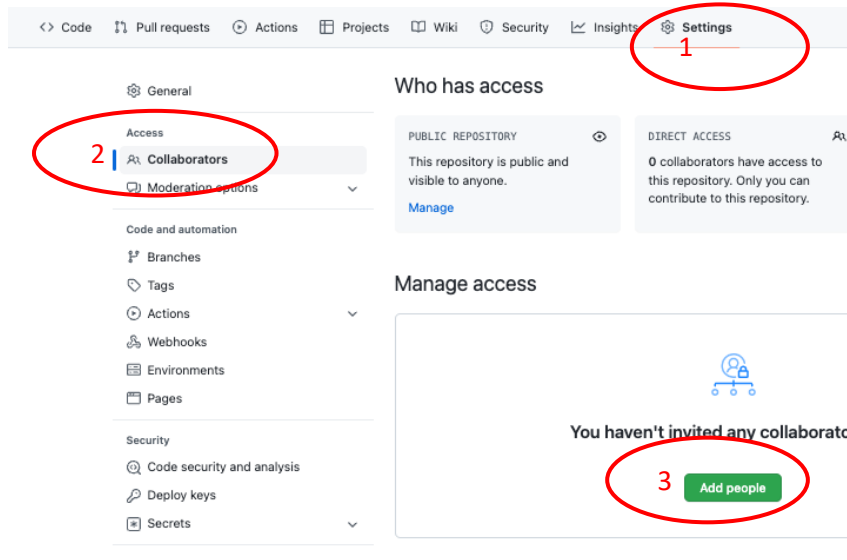 Code Pull requests Actions Projects Wiki Security Insights Settings
1
General
Access
2 Collaborators
Moderation options
Code and automation
Branches
Tags
Actions
Webhooks
Environments
Pages
Security
Code security and analysis
Deploy keys
Secrets
Who has access
PUBLIC REPOSITORY
This repository is public and
visible to anyone.
Manage
DIRECT ACCESS
0 collaborators have access to
this repository. Only you can
contribute to this repository.
Manage access
You haven't invited any collaborato
3 Add people